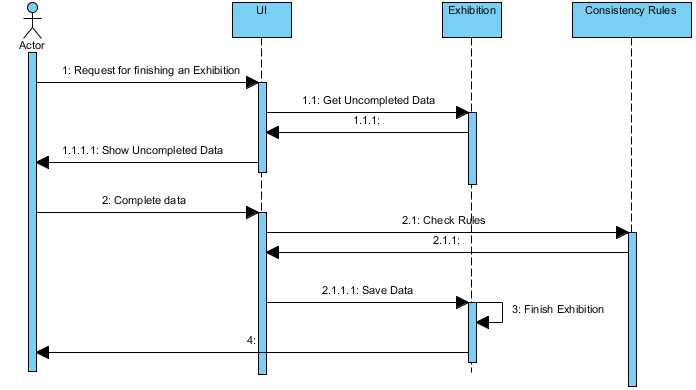 UI
Exhibition
Consistency Rules
Actor
1: Request for finishing an Exhibition
1.1: Get Uncompleted Data
1.1.1:
1.1.1.1: Show Uncompleted Data
2: Complete data
2.1: Check Rules
2.1.1:
2.1.1.1: Save Data
3: Finish Exhibition
4: